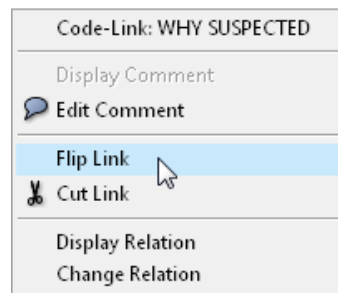 Code-Link: WHY SUSPECTED
Display Comment
Edit Comment
Flip Link
Cut Link
Display Relation
Change Relation